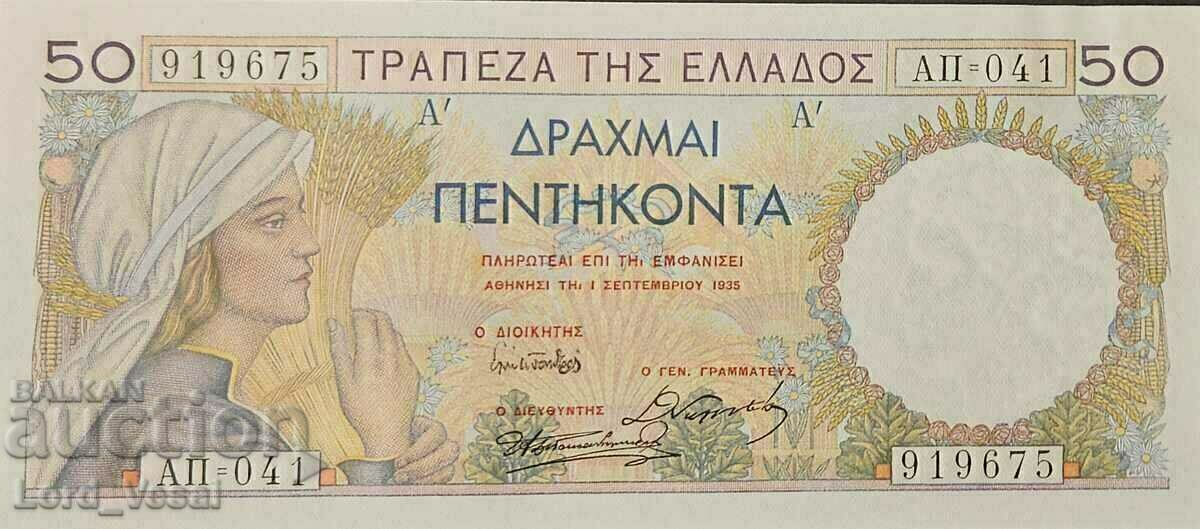 50 919675 ΤΡΑΠΕΖΑ ΤΗΣ ΕΛΛΑΔΟΣ ΑΠ=041 50
Α' Α'
ΔΡΑΧΜΑΙ
ΠΕΝΤΗΚΟΝΤΑ
ΠΛΗΡΩΤΕΑΙ ΕΠΙ ΤΗι ΕΜΦΑΝΙΣΕΙ
ΑΘΗΝΗΣΙ ΤΗι 1 ΣΕΠΤΕΜΒΡΙΟΥ 1935
Ο ΔΙΟΙΚΗΤΗΣ
Ο ΓΕΝ. ΓΡΑΜΜΑΤΕΥΣ
Ο ΔΙΕΥΘΥΝΤΗΣ
BALKAN
auction
ΑΠ=041 919675
Lord_Vesal